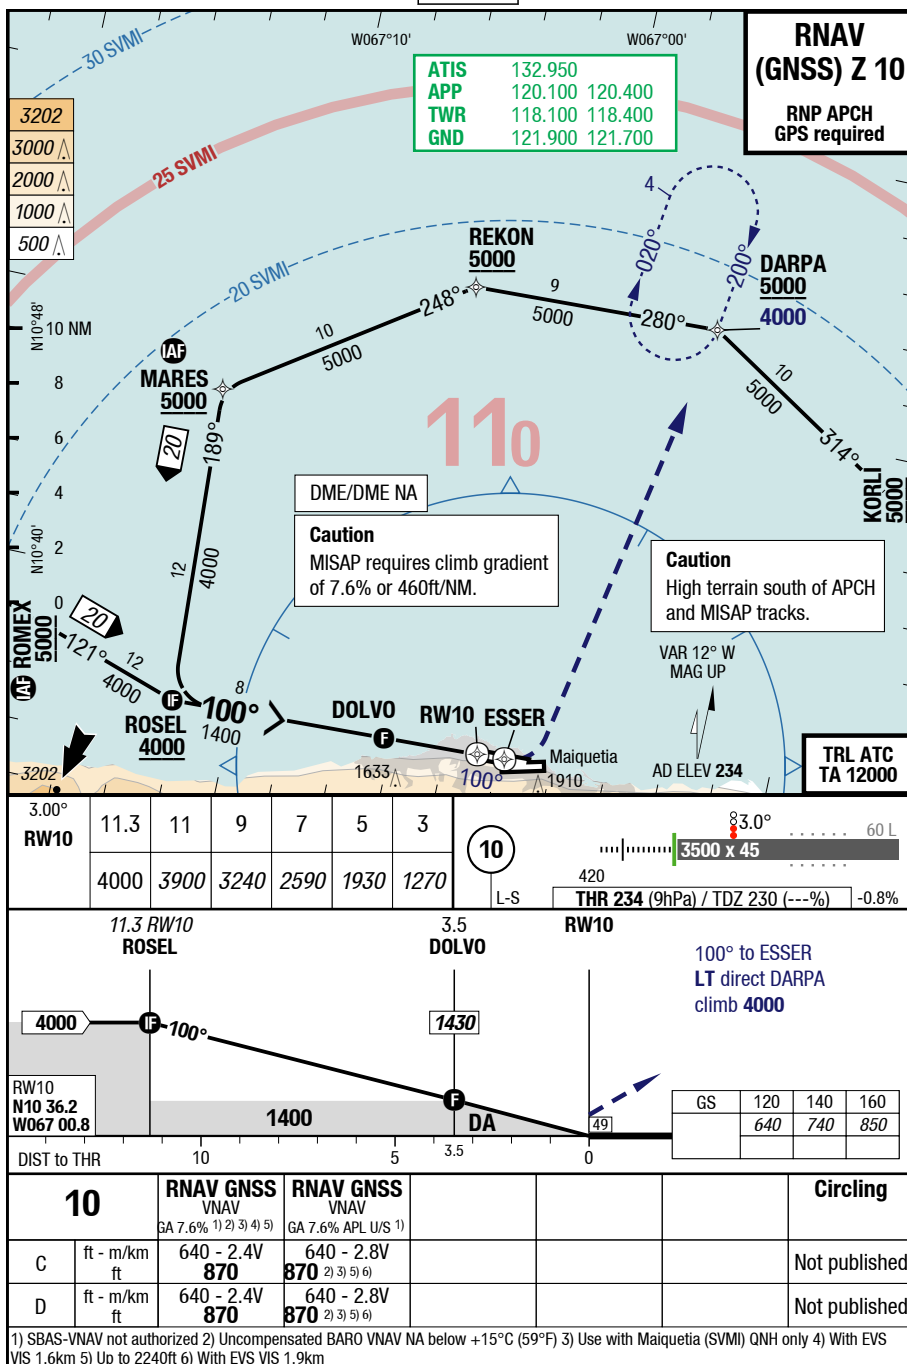 RNAV
(GNSS) Z 10
RNP APCH
GPS required
W067°10'
W067°00'
30 SVMI
25 SVMI
20 SVMI
ATIS 132.950
APP 120.100 120.400
TWR 118.100 118.400
GND 121.900 121.700
3202
3000
2000
1000
500
4
020°
200°
REKON
5000
DARPA
5000
4000
248°
9
5000
280°
N10°48'
10 NM
8
6
4
2
0
N10°40'
IAF
MARES
5000
10
5000
10
5000
314°
KORLI
5000
20
189°
12
4000
110
DME/DME NA
Caution
MISAP requires climb gradient
of 7.6% or 460ft/NM.
Caution
High terrain south of APCH
and MISAP tracks.
IAF ROMEX
5000
20
121°
12
4000
IF
ROSEL
4000
8
100°
1400
DOLVO
F
RW10
ESSER
Maiquetia
100°
1633
1910
3202
VAR 12° W
MAG UP
AD ELEV 234
TRL ATC
TA 12000
3.00°
RW10
11.3 11 9 7 5 3
4000 3900 3240 2590 1930 1270
10
L-S
3.0°
60 L
3500 x 45
420
THR 234 (9hPa) / TDZ 230 (---%)
-0.8%
11.3 RW10
ROSEL
3.5
DOLVO
RW10
100° to ESSER
LT direct DARPA
climb 4000
4000
IF
100°
1430
F
RW10
N10 36.2
W067 00.8
1400
DA
49
GS 120 140 160
640 740 850
DIST to THR
10
5
3.5
0
10
RNAV GNSS
VNAV
GA 7.6% 1) 2) 3) 4) 5)
RNAV GNSS
VNAV
GA 7.6% APL U/S 1)
Circling
C
ft - m/km
ft
640 - 2.4V
870
640 - 2.8V
870 2) 3) 5) 6)
Not published
D
ft - m/km
ft
640 - 2.4V
870
640 - 2.8V
870 2) 3) 5) 6)
Not published
1) SBAS-VNAV not authorized 2) Uncompensated BARO VNAV NA below +15°C (59°F) 3) Use with Maiquetia (SVMI) QNH only 4) With EVS
VIS 1.6km 5) Up to 2240ft 6) With EVS VIS 1.9km